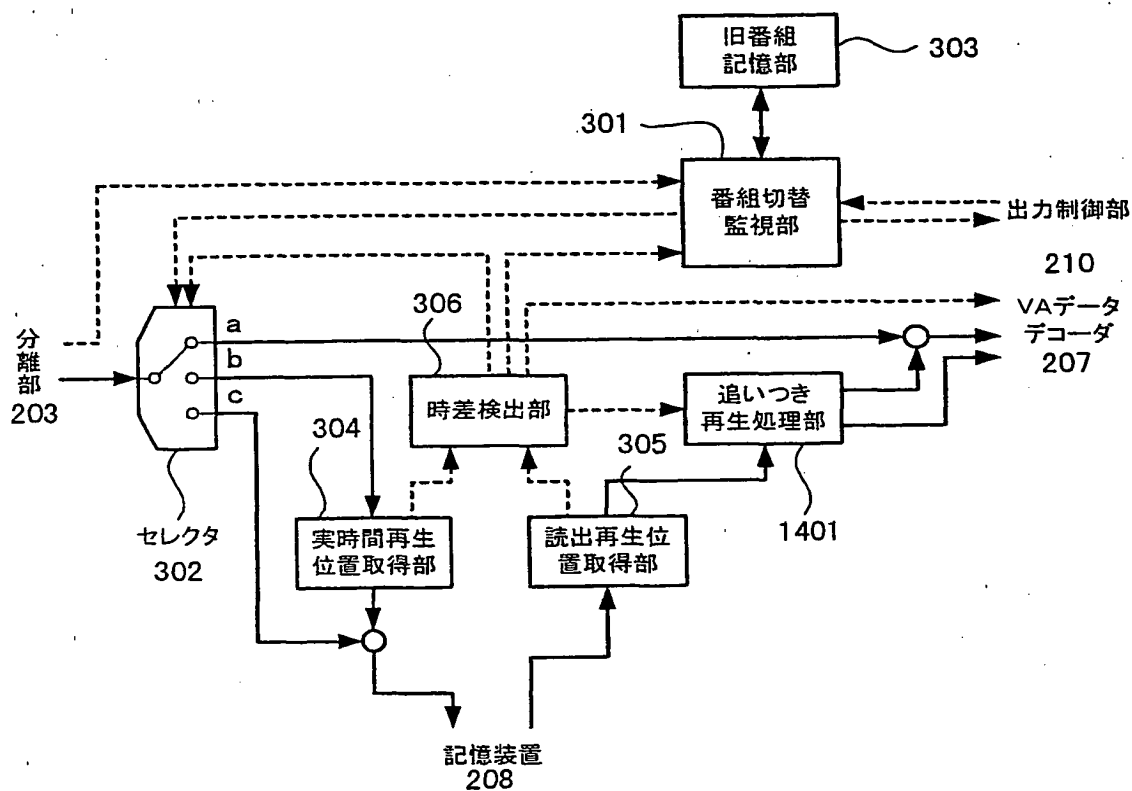 旧番組
記憶部
303
301
番組切替
監視部
出力制御部
210
VAデータ
デコーダ
207
分離部
203
a
b
c
306
時差検出部
追いつき
再生処理部
1401
304
実時間再生
位置取得部
305
読出再生位
置取得部
セレクタ
302
記憶装置
208